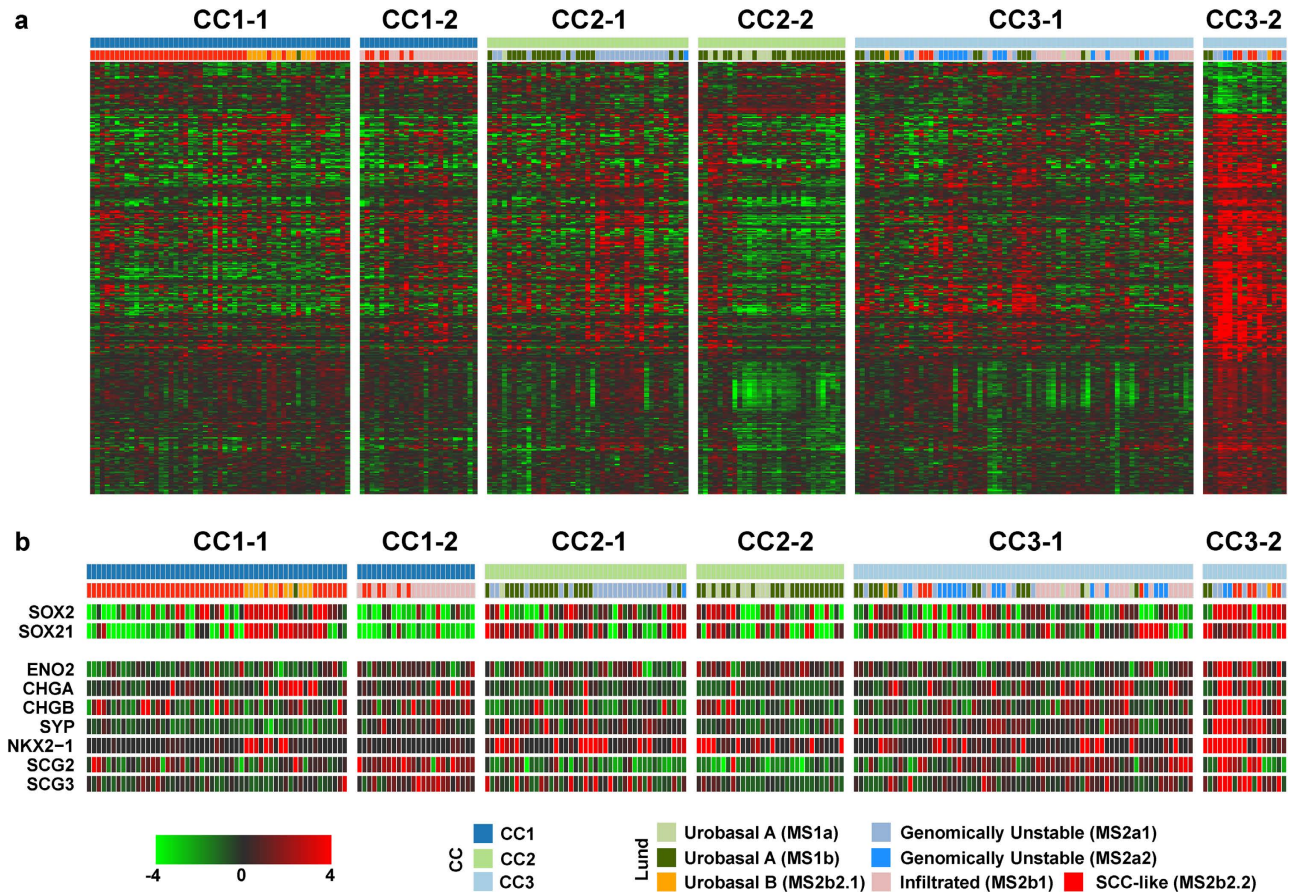 a
CC1-1 CC1-2 CC2-1 CC2-2 CC3-1 CC3-2
b
CC1-1 CC1-2 CC2-1 CC2-2 CC3-1 CC3-2
SOX2
SOX21
ENO2
CHGA
CHGB
SYP
NKX2−1
SCG2
SCG3
-4 0 4
CC
CC1
CC2
CC3
Lund
Urobasal A (MS1a)
Urobasal A (MS1b)
Urobasal B (MS2b2.1)
Genomically Unstable (MS2a1)
Genomically Unstable (MS2a2)
Infiltrated (MS2b1)
SCC-like (MS2b2.2)